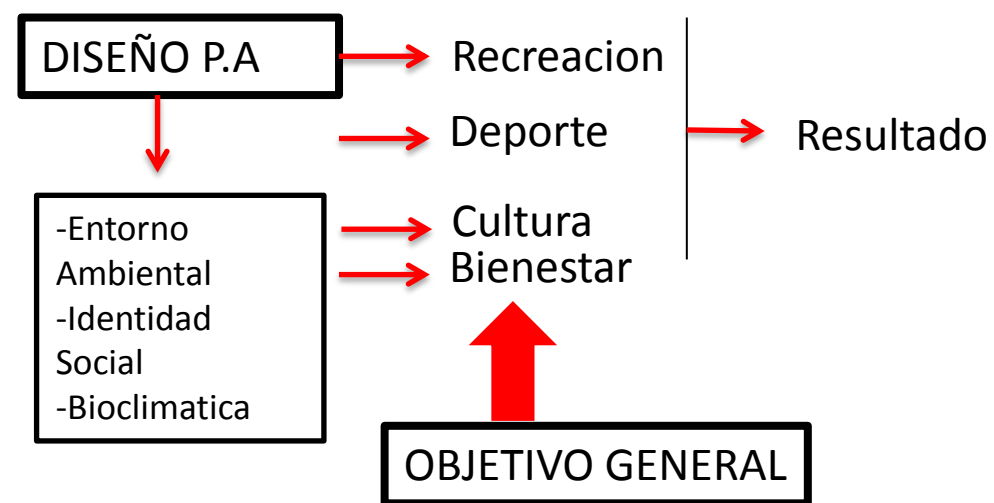 DISEÑO P.A
Recreacion
Deporte
Resultado
-Entorno
Ambiental
-Identidad
Social
-Bioclimatica
Cultura
Bienestar
OBJETIVO GENERAL